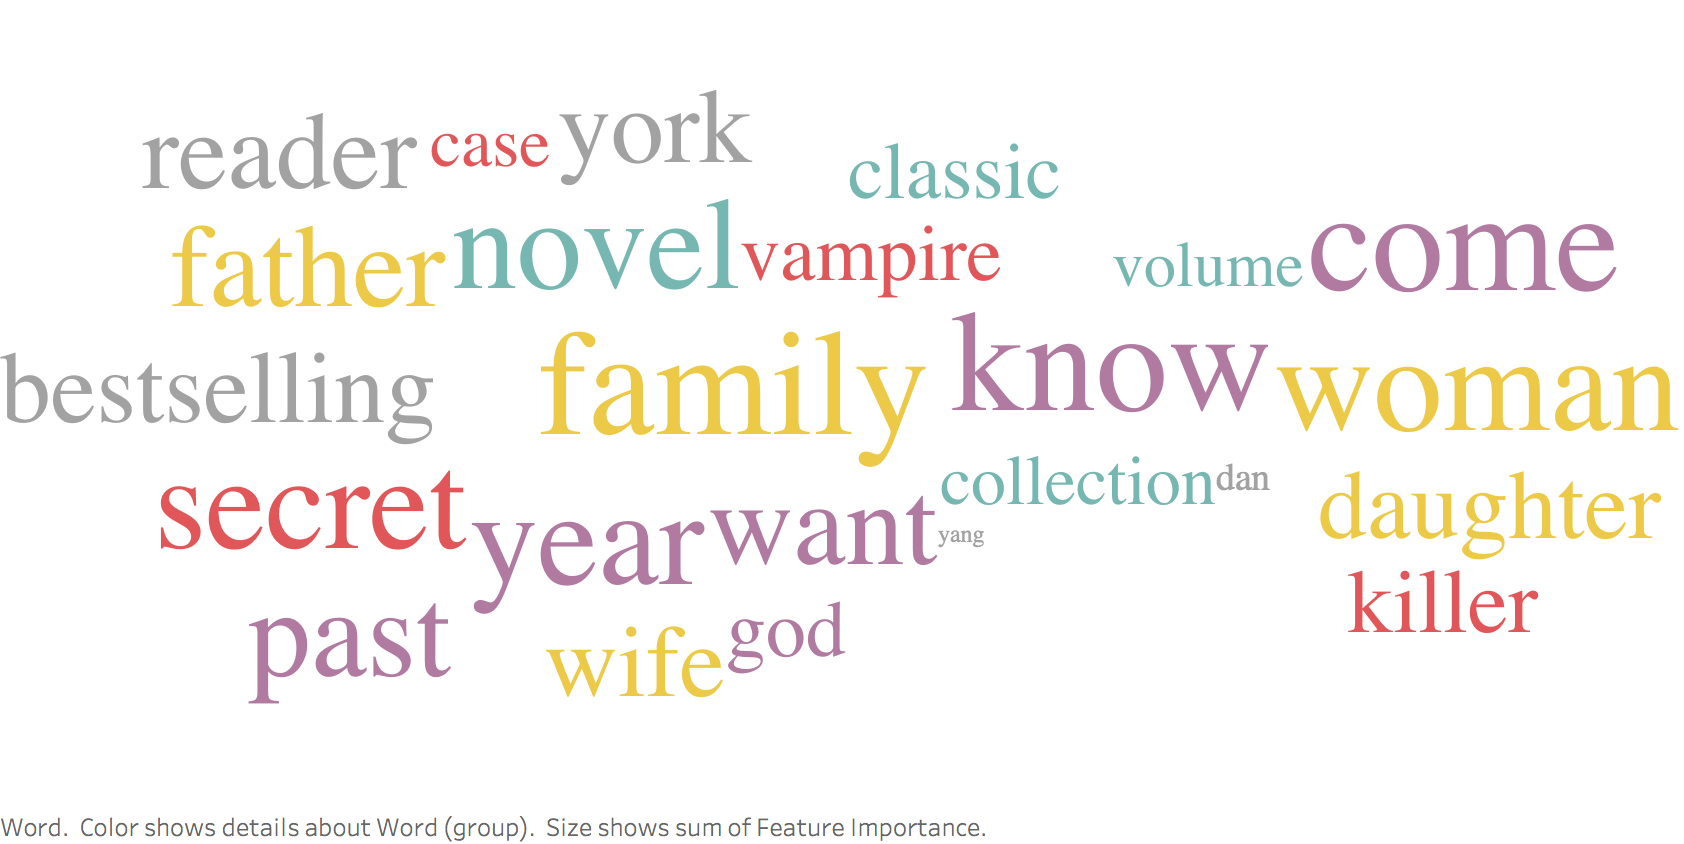 reader case york
classic
father novel vampire volume come
bestselling family know woman
secret year want collection dan daughter
yang
killer
past wife god
Word.  Color shows details about Word (group).  Size shows sum of Feature Importance.